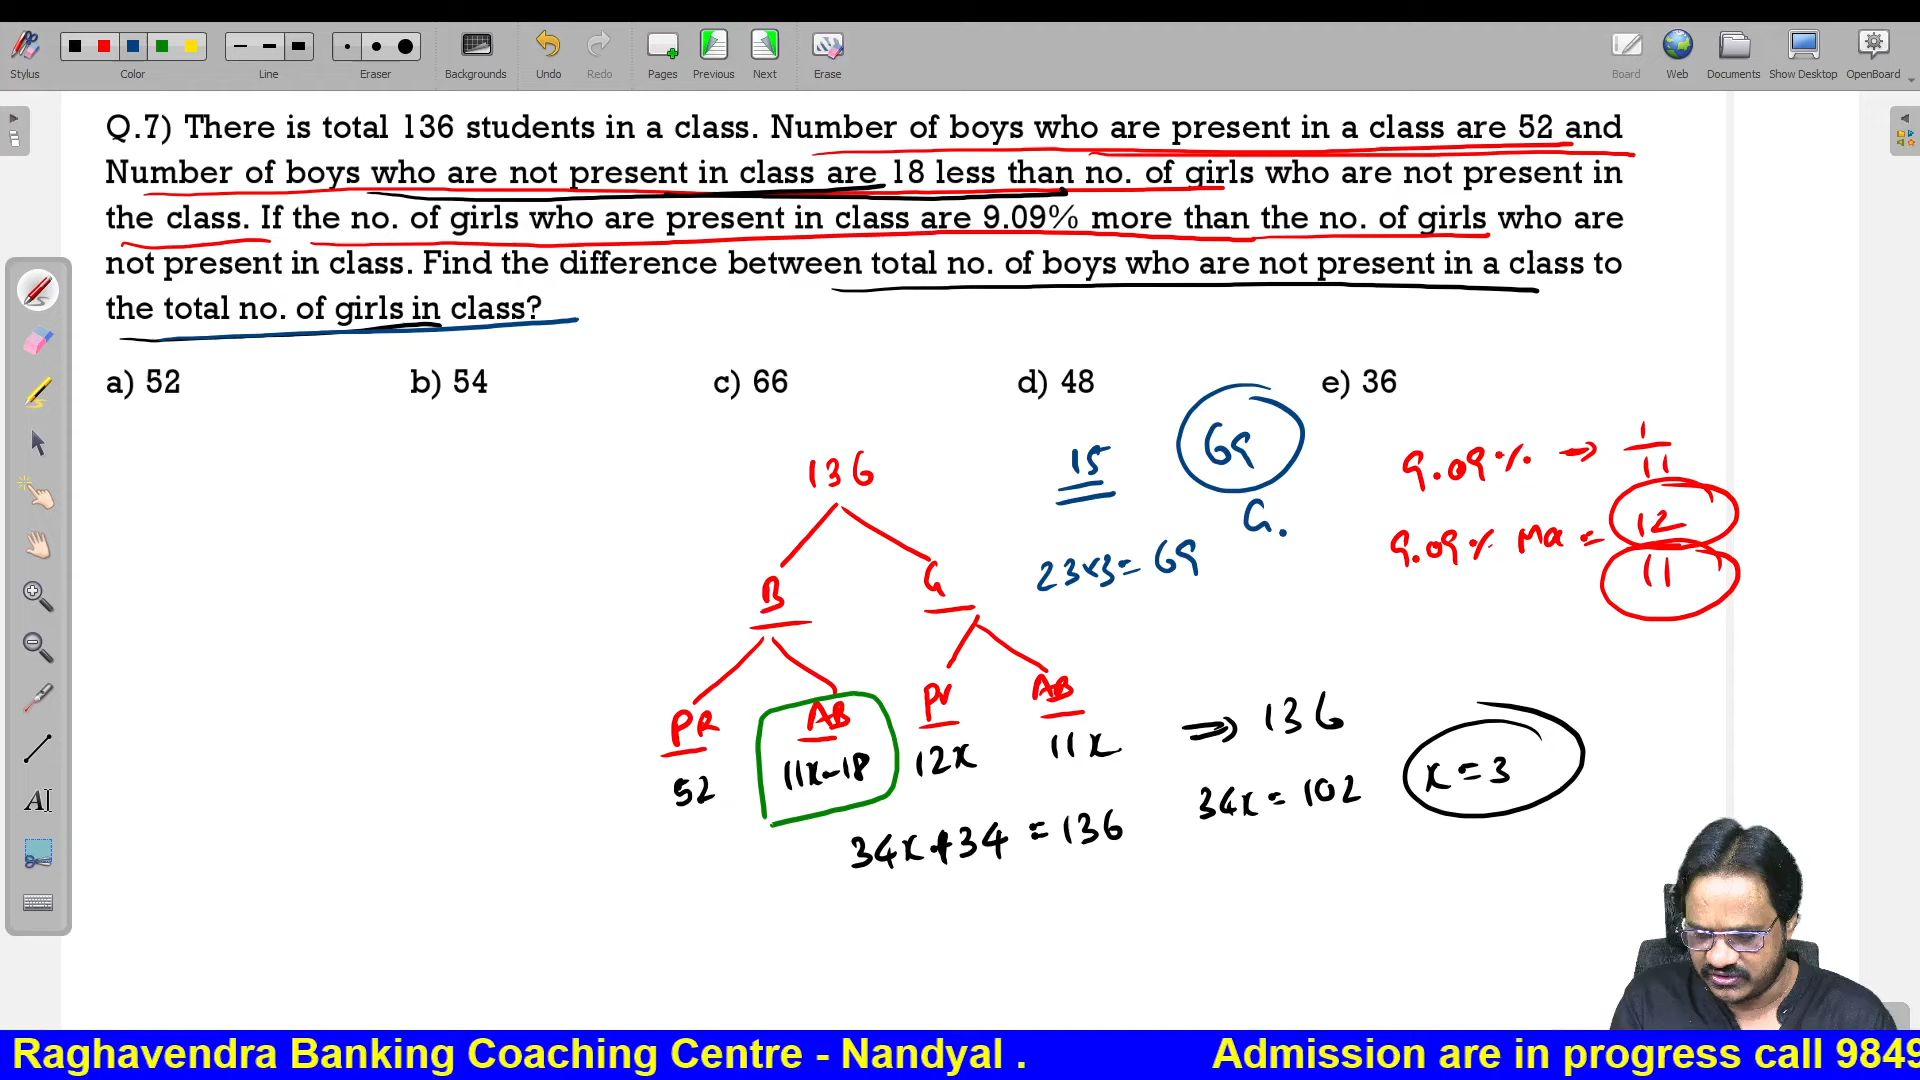 Stylus
Color
Line
Eraser
Backgrounds
Undo
Redo
Pages
Previous
Next
Erase
Board
Web
Documents
Show Desktop
OpenBoard
Q.7) There is total 136 students in a class. Number of boys who are present in a class are 52 and
Number of boys who are not present in class are 18 less than no. of girls who are not present in
the class. If the no. of girls who are present in class are 9.09% more than the no. of girls who are
not present in class. Find the difference between total no. of boys who are not present in a class to
the total no. of girls in class?
a) 52 b) 54 c) 66 d) 48 e) 36
136
15
69
G.
9.09% → 1/11
23x3 = 69
9.09% = 12/11
B G
PR AB PR AB
52 11x-18 12x 11x ⇒ 136
34x+34 = 136
34x = 102
x = 3
AI
Raghavendra Banking Coaching Centre - Nandyal . Admission are in progress call 9849